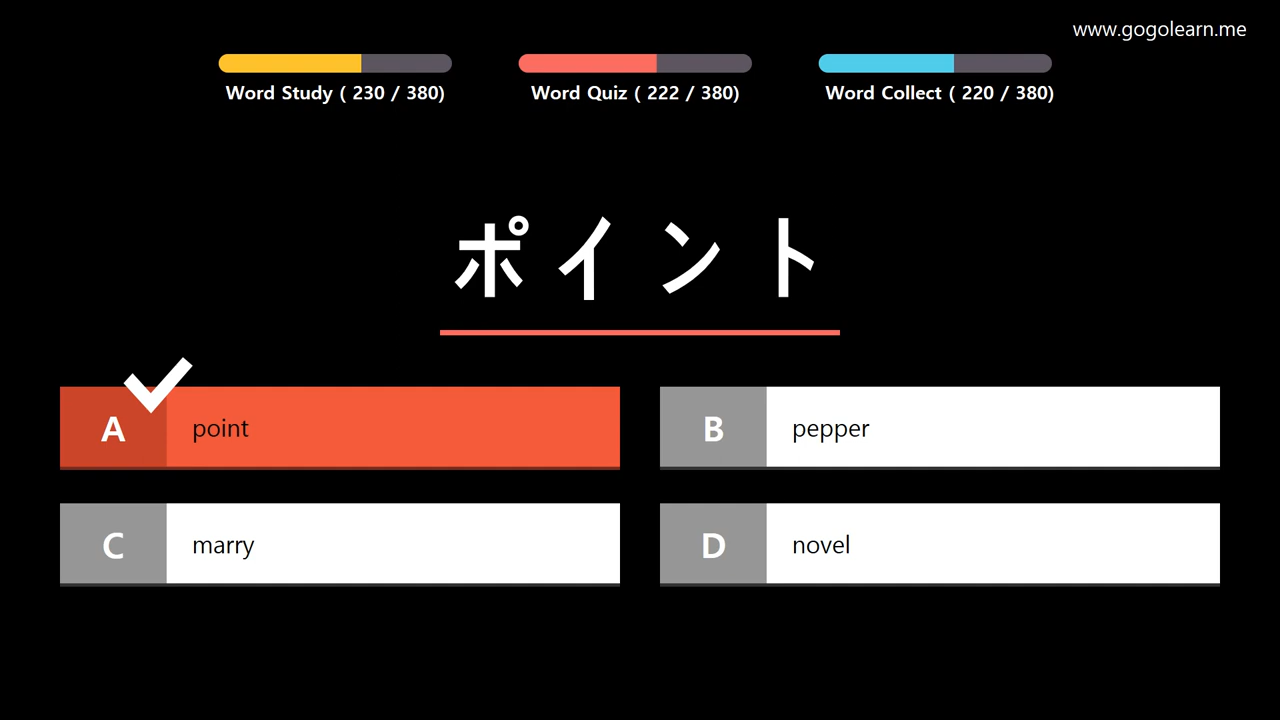 www.gogolearn.me
Word Study ( 230 / 380)
Word Quiz ( 222 / 380)
Word Collect ( 220 / 380)
ポイント
A point
B pepper
C marry
D novel